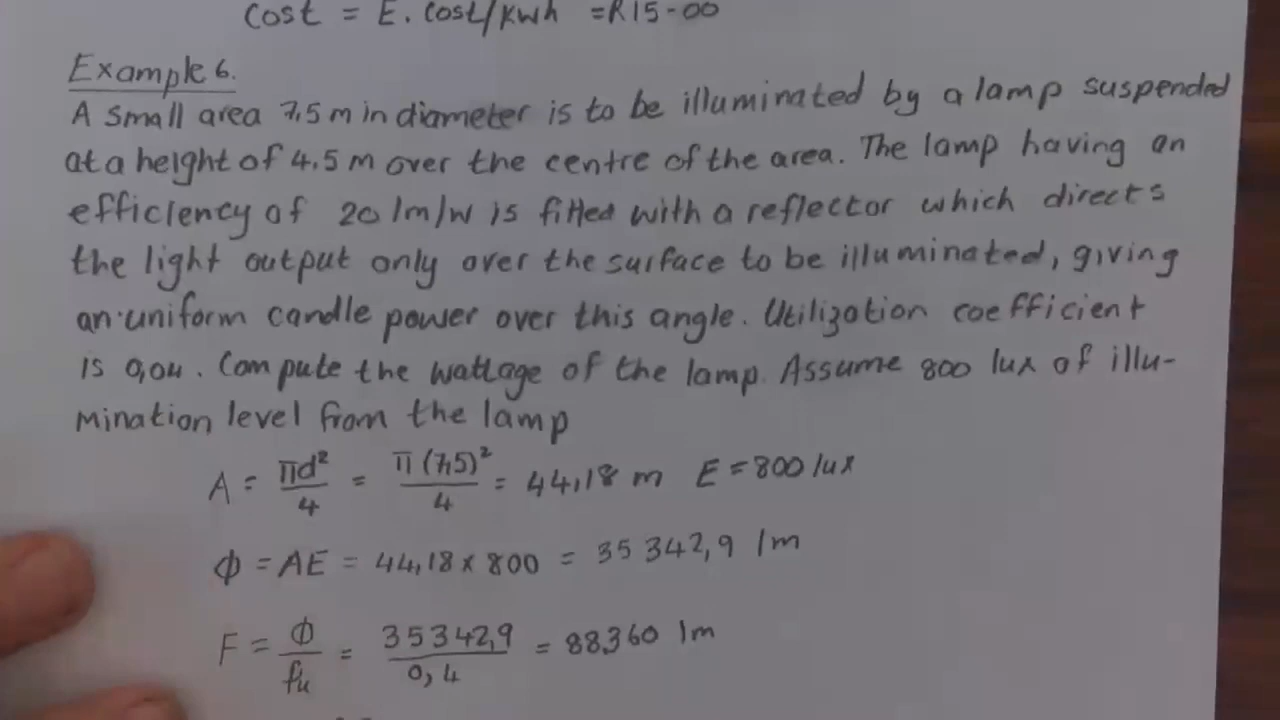 Cost = E. cost/kwh = R15-00
Example 6.
A small area 7,5 m in diameter is to be illuminated by a lamp suspended
at a height of 4.5 m over the centre of the area. The lamp having an
efficiency of 20 lm/w is fitted with a reflector which directs
the light output only over the surface to be illuminated, giving
an uniform candle power over this angle. Utilization coefficient
is 0,04. Compute the wattage of the lamp. Assume 800 lux of illu-
mination level from the lamp
A = πd²/4 = π(7,5)²/4 = 44,18 m E = 800 lux
ϕ = AE = 44,18 x 800 = 35 342,9 lm
F = ϕ/fu = 35342,9/0,4 = 88360 lm